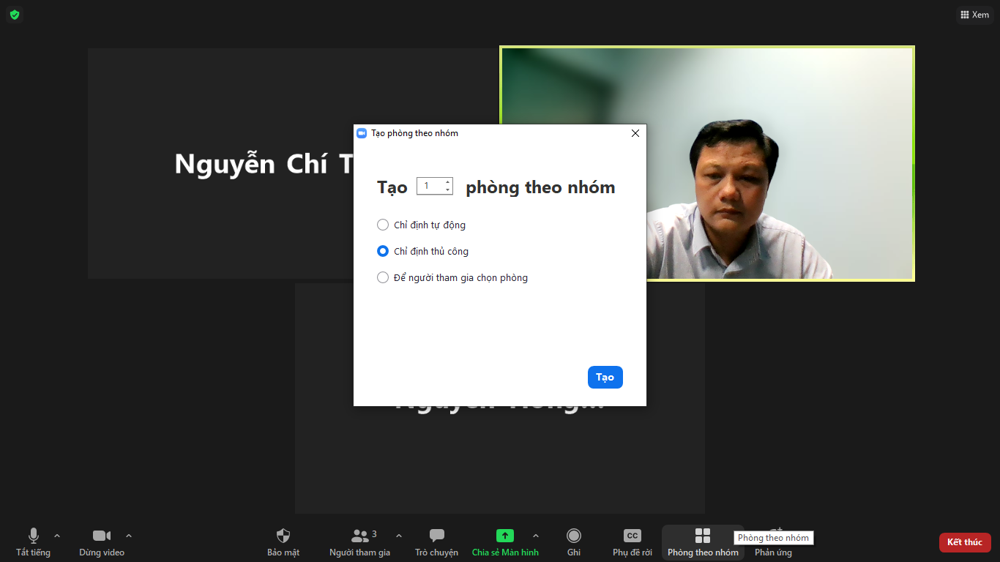 Xem
Nguyễn Chí T
Tạo phòng theo nhóm
Tạo 1 phòng theo nhóm
Chỉ định tự động
Chỉ định thủ công
Để người tham gia chọn phòng
Tạo
3
CC
Phòng theo nhóm
Tắt tiếng
Dừng video
Bảo mật
Người tham gia
Trò chuyện
Chia sẻ Màn hình
Ghi
Phụ đề rời
Phòng theo nhóm
Phản ứng
Kết thúc